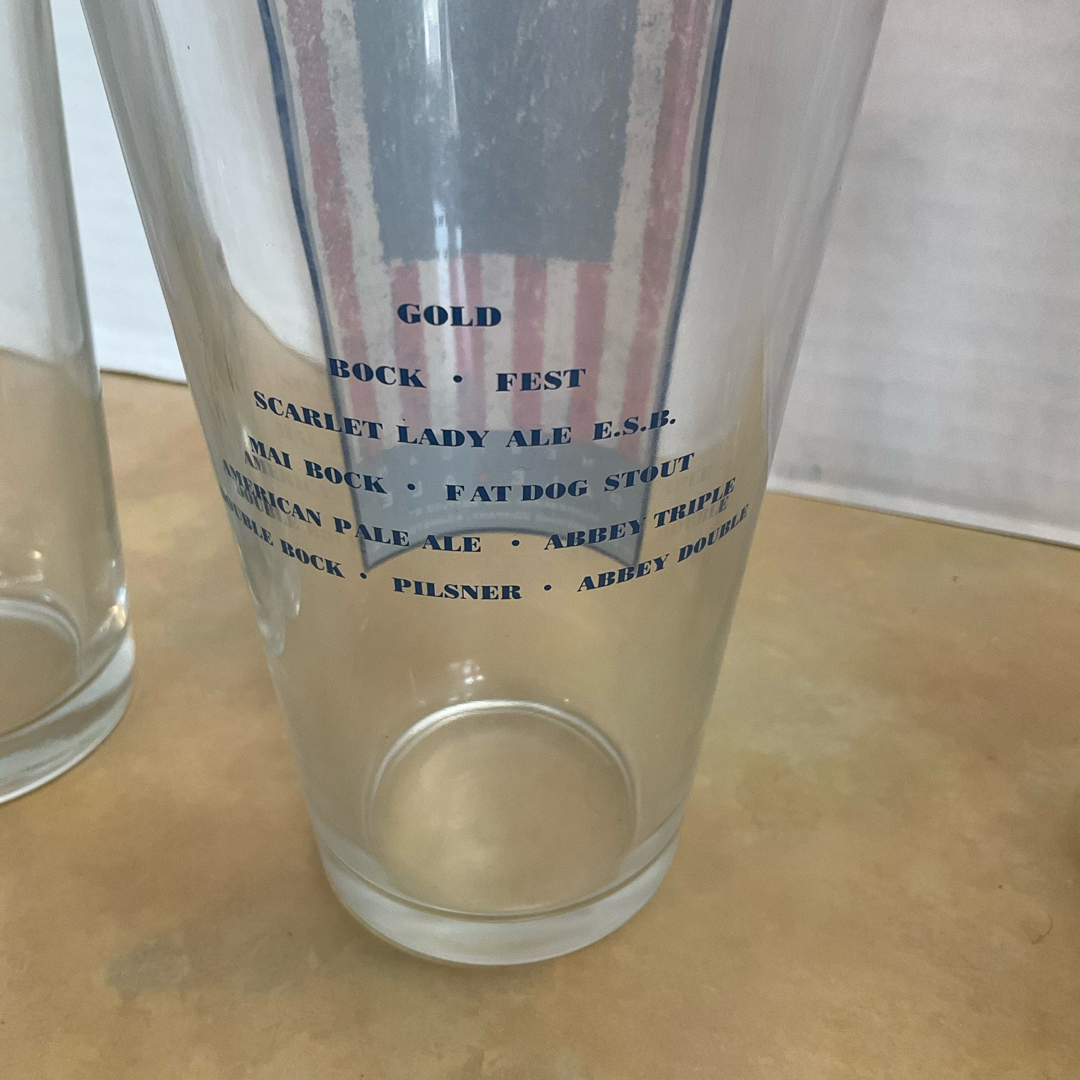 GOLD
BOCK • FEST
SCARLET LADY ALE E.S.B.
MAI BOCK • FAT DOG STOUT
AMERICAN PALE ALE • ABBEY TRIPLE
DOUBLE BOCK • PILSNER • ABBEY DOUBLE